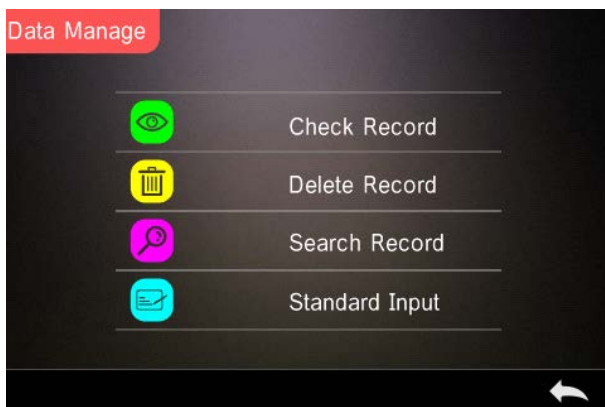 Data Manage
Check Record
Delete Record
Search Record
Standard Input